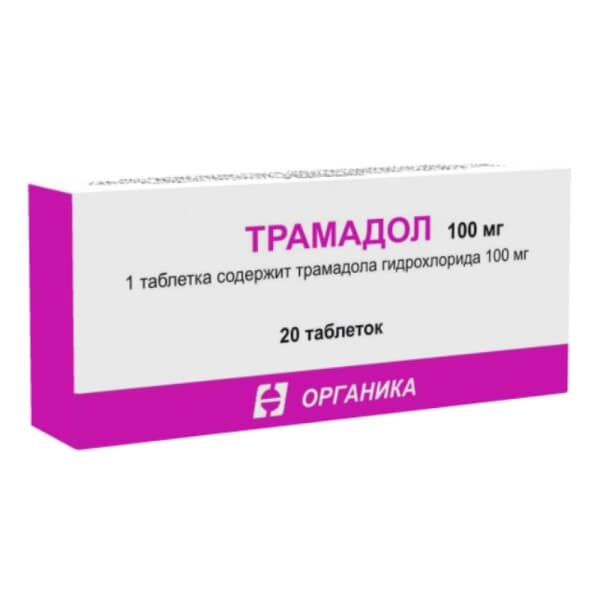 ТРАМАДОЛ 100 мг
1 таблетка содержит трамадола гидрохлорида 100 мг
20 таблеток
ОРГАНИКА